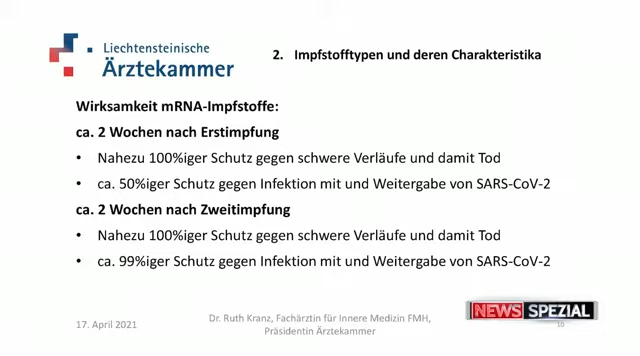 Liechtensteinische
Ärztekammer
2. Impfstofftypen und deren Charakteristika
Wirksamkeit mRNA-Impfstoffe:
ca. 2 Wochen nach Erstimpfung
• Nahezu 100%iger Schutz gegen schwere Verläufe und damit Tod
• ca. 50%iger Schutz gegen Infektion mit und Weitergabe von SARS-CoV-2
ca. 2 Wochen nach Zweitimpfung
• Nahezu 100%iger Schutz gegen schwere Verläufe und damit Tod
• ca. 99%iger Schutz gegen Infektion mit und Weitergabe von SARS-CoV-2
17. April 2021
Dr. Ruth Kranz, Fachärztin für Innere Medizin FMH,
Präsidentin Ärztekammer
NEWS SPEZIAL